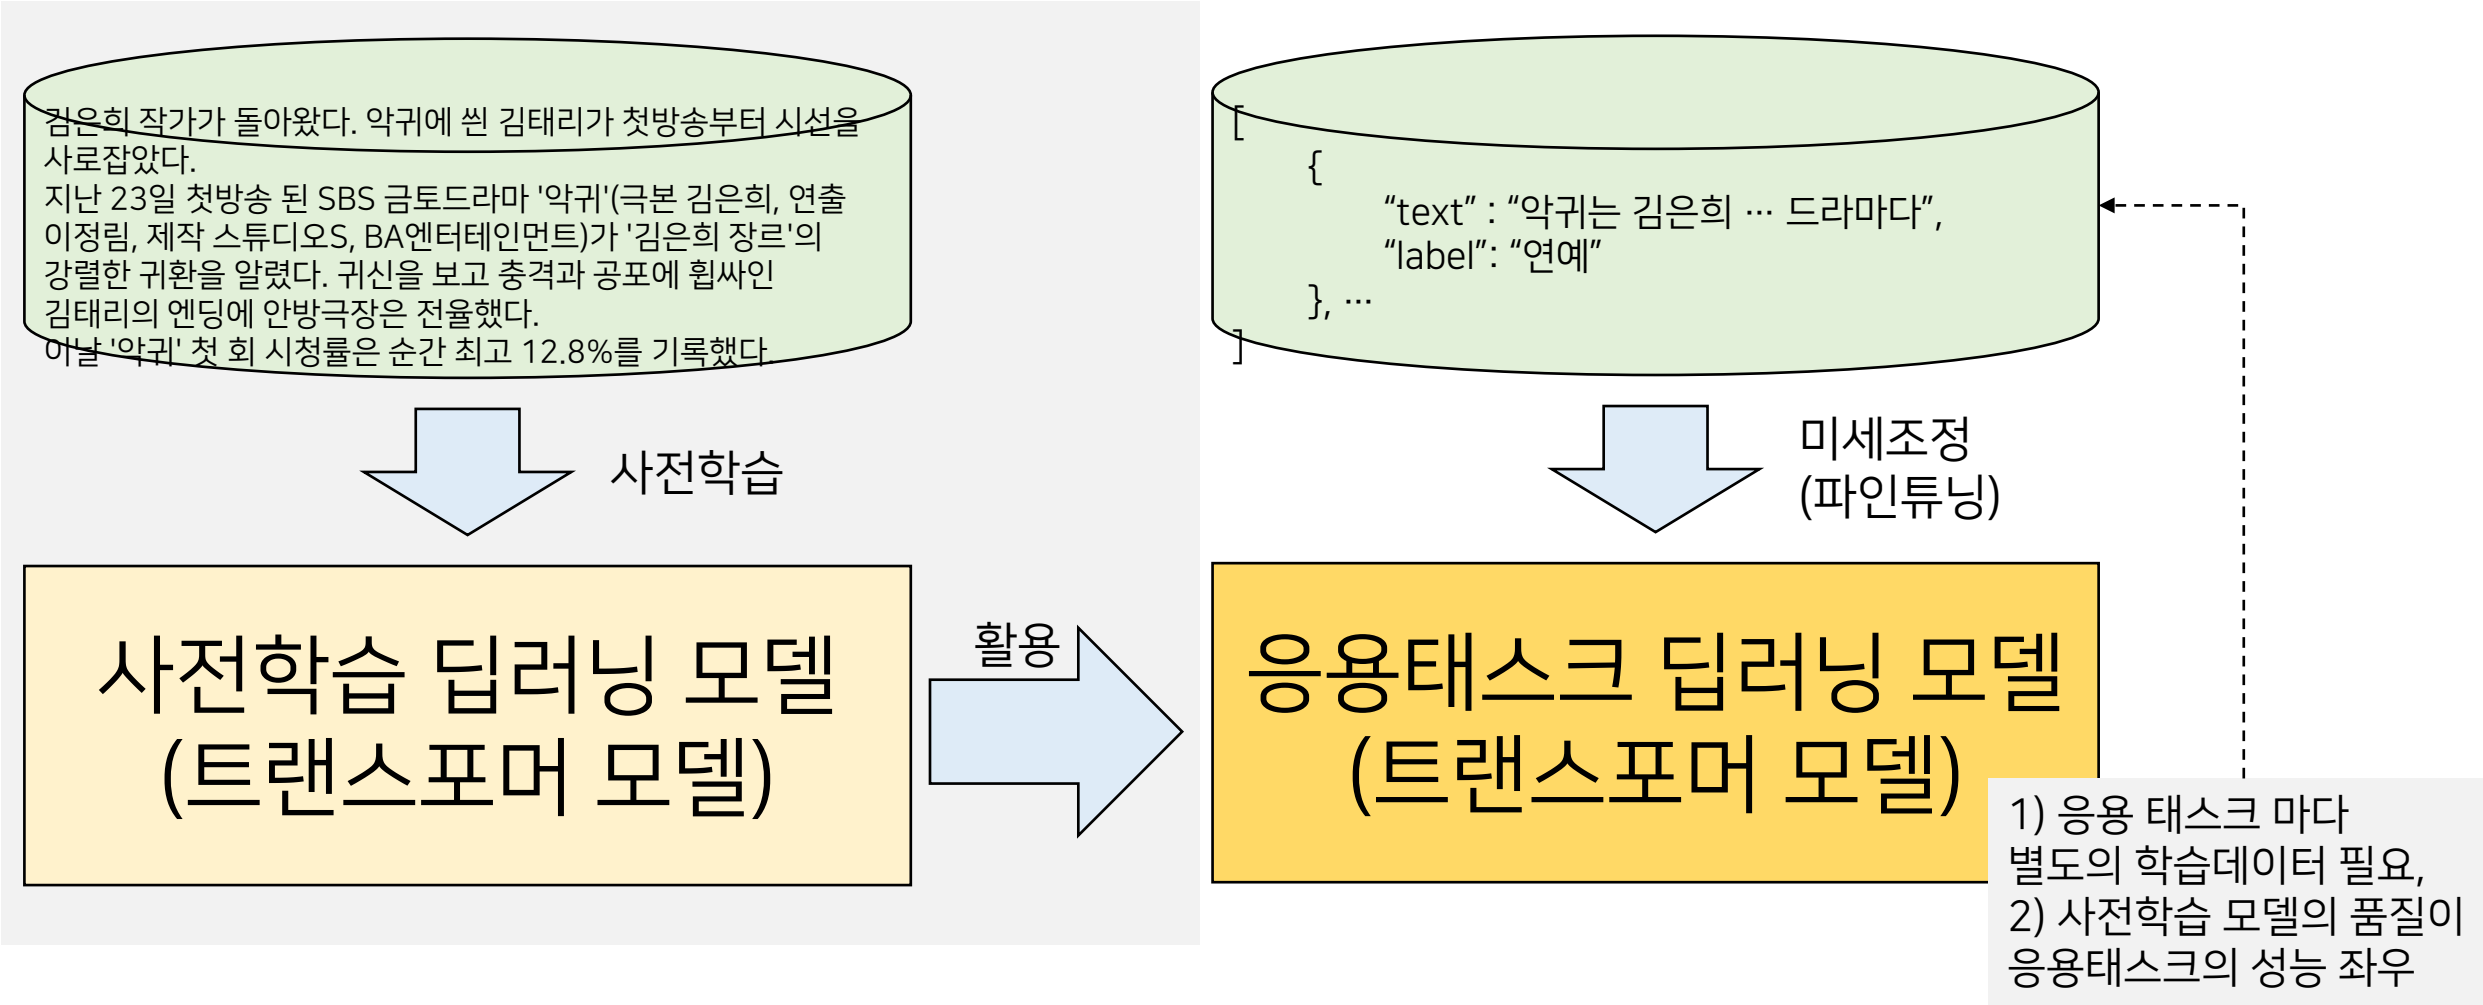 김은희 작가가 돌아왔다. 악귀에 씐 김태리가 첫방송부터 시선을
사로잡았다.
지난 23일 첫방송 된 SBS 금토드라마 '악귀'(극본 김은희, 연출
이정림, 제작 스튜디오S, BA엔터테인먼트)가 '김은희 장르'의
강렬한 귀환을 알렸다. 귀신을 보고 충격과 공포에 휩싸인
김태리의 엔딩에 안방극장은 전율했다.
이날 '악귀' 첫 회 시청률은 순간 최고 12.8%를 기록했다.
사전학습
사전학습 딥러닝 모델
(트랜스포머 모델)
활용
[
{
“text” : “악귀는 김은희 … 드라마다”,
“label”: “연예”
}, …
]
미세조정
(파인튜닝)
응용태스크 딥러닝 모델
(트랜스포머 모델)
1) 응용 태스크 마다
별도의 학습데이터 필요,
2) 사전학습 모델의 품질이
응용태스크의 성능 좌우